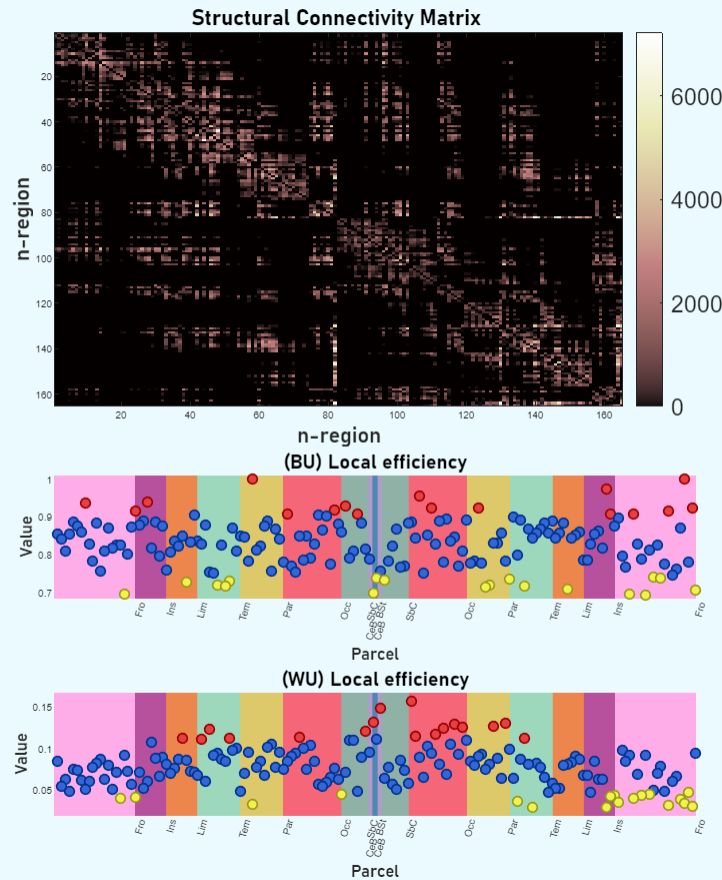 Structural Connectivity Matrix
n-region
20
40
60
80
100
120
140
160
20 40 60 80 100 120 140 160
n-region
6000
4000
2000
0
(BU) Local efficiency
Value
1
0.9
0.8
0.7
Fro Ins Lim Tem Par Occ SbC CeB CeB BSt SbC Occ Par Tem Lim Ins Fro
Parcel
(WU) Local efficiency
Value
0.15
0.1
0.05
Fro Ins Lim Tem Par Occ SbC CeB CeB BSt SbC Occ Par Tem Lim Ins Fro
Parcel